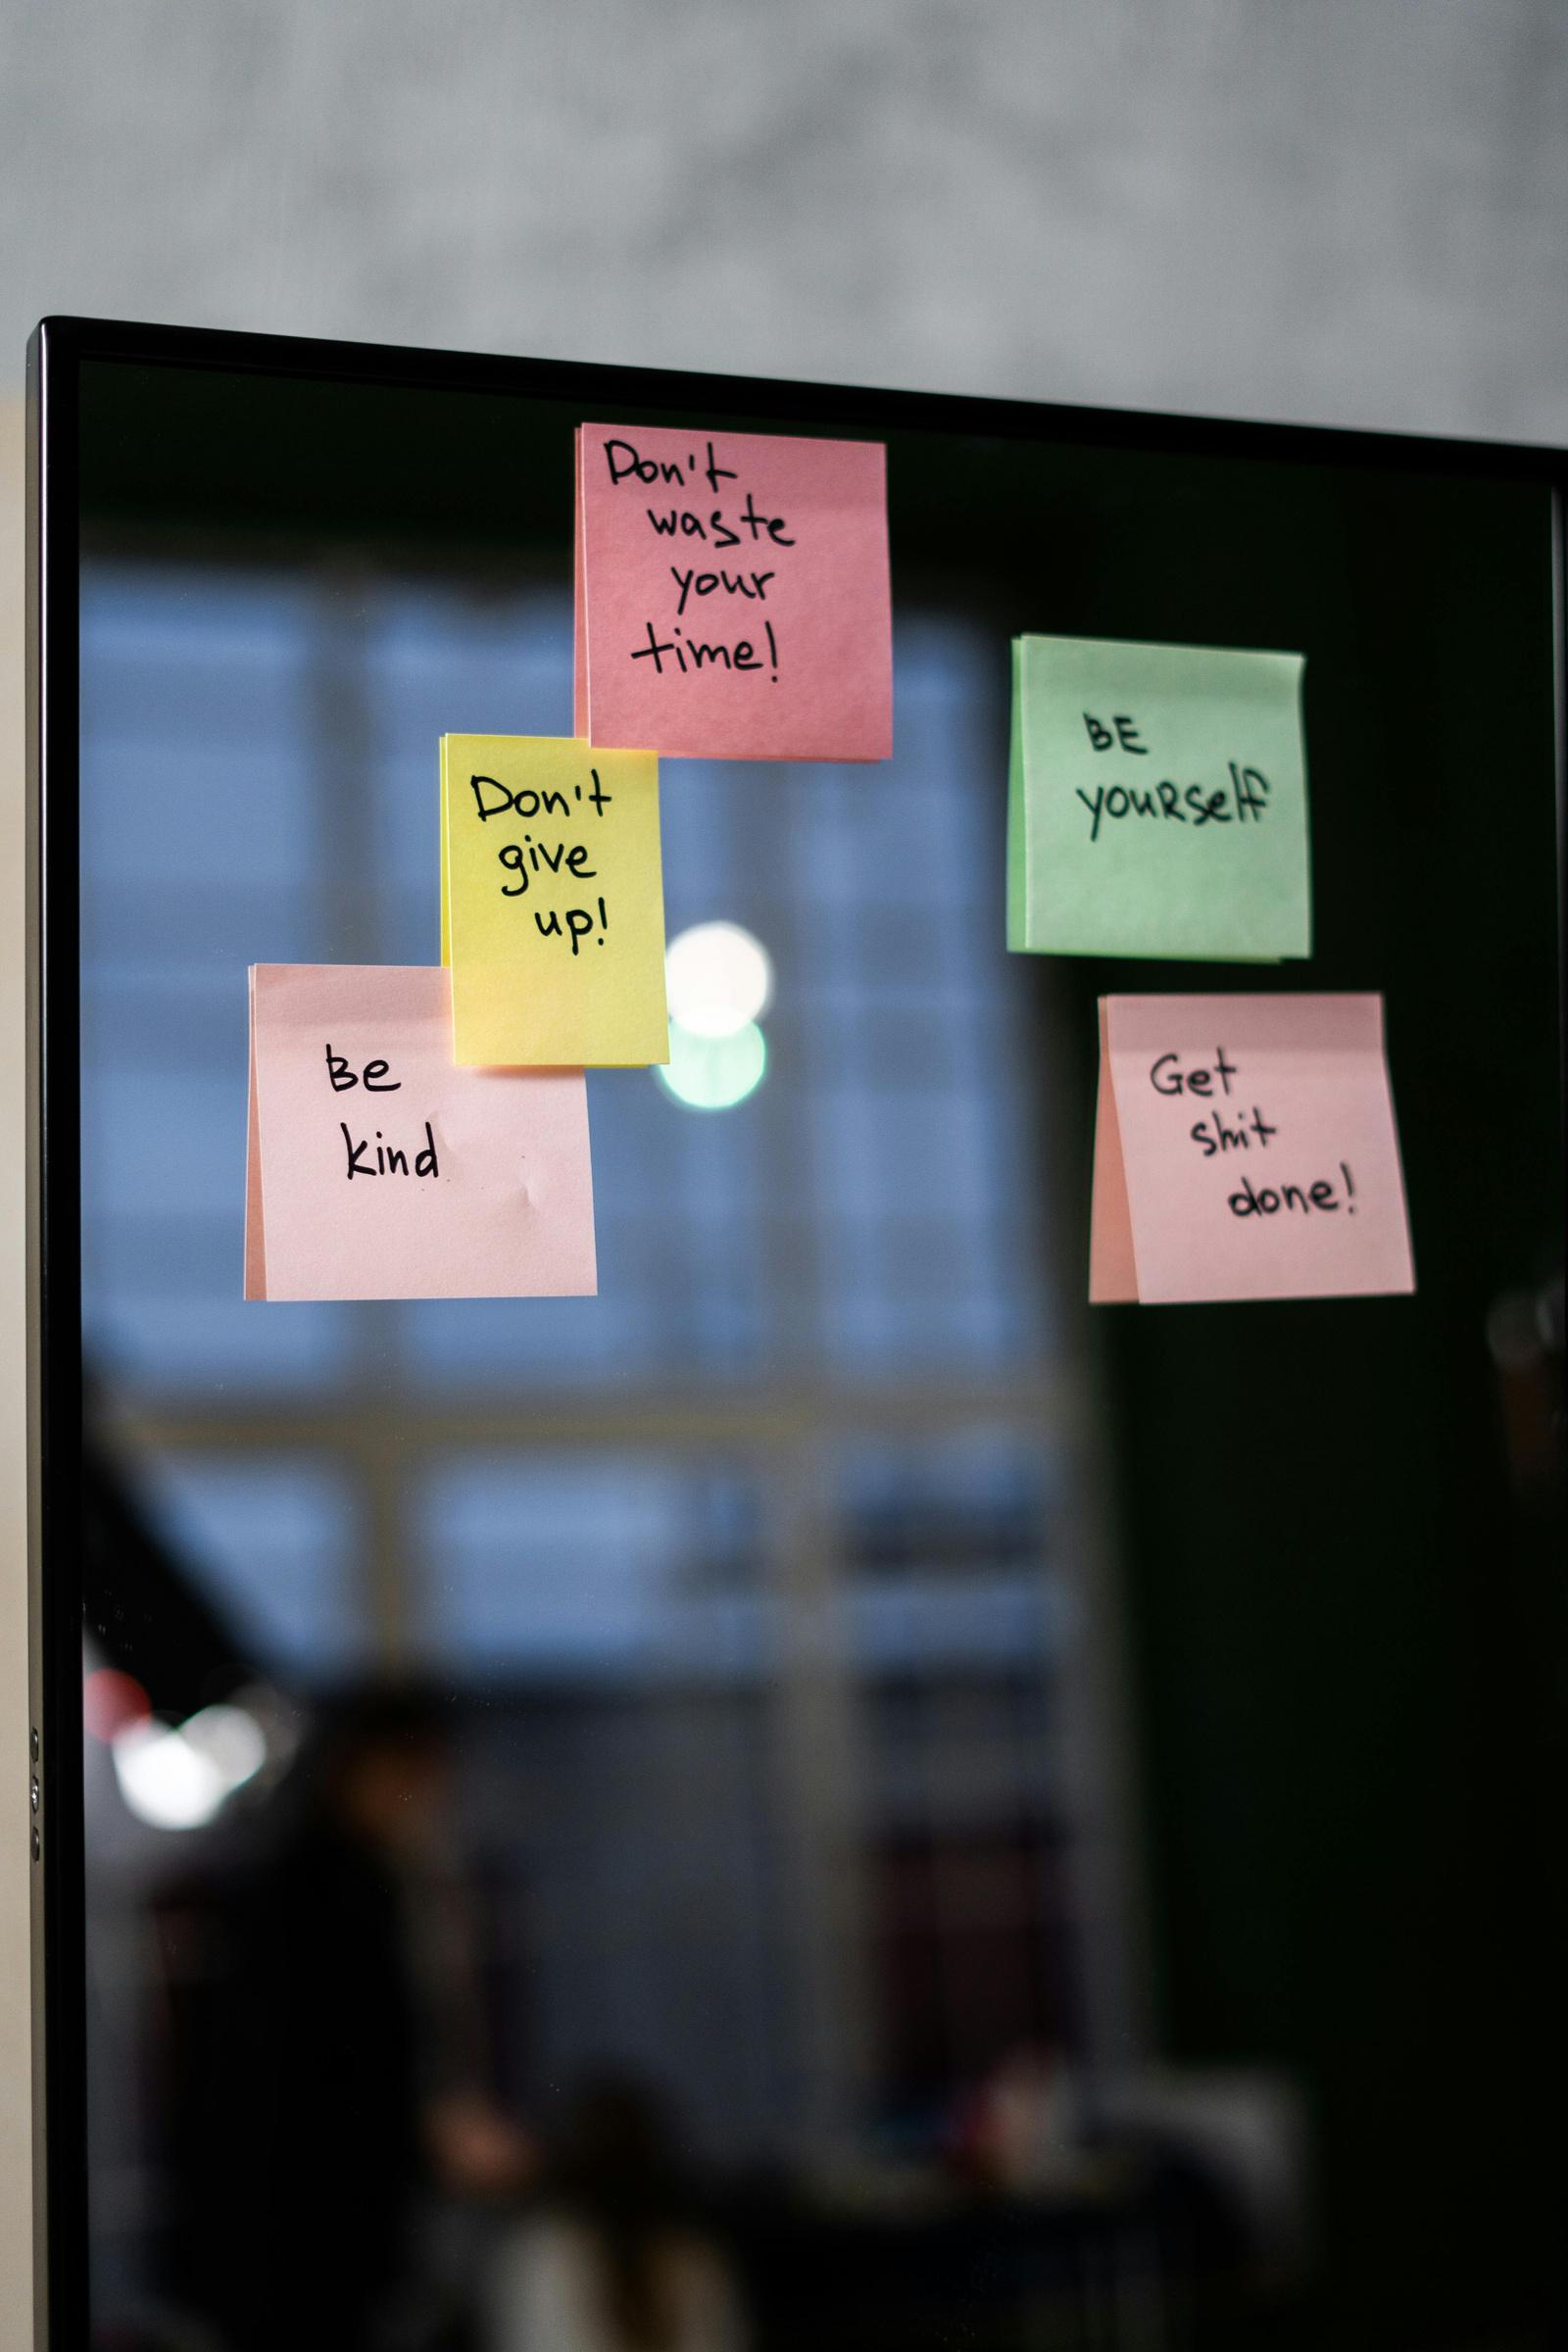 Don't
waste
your
time!
Don't
give
up!
Be
kind
BE
youRself
Get
shit
done!